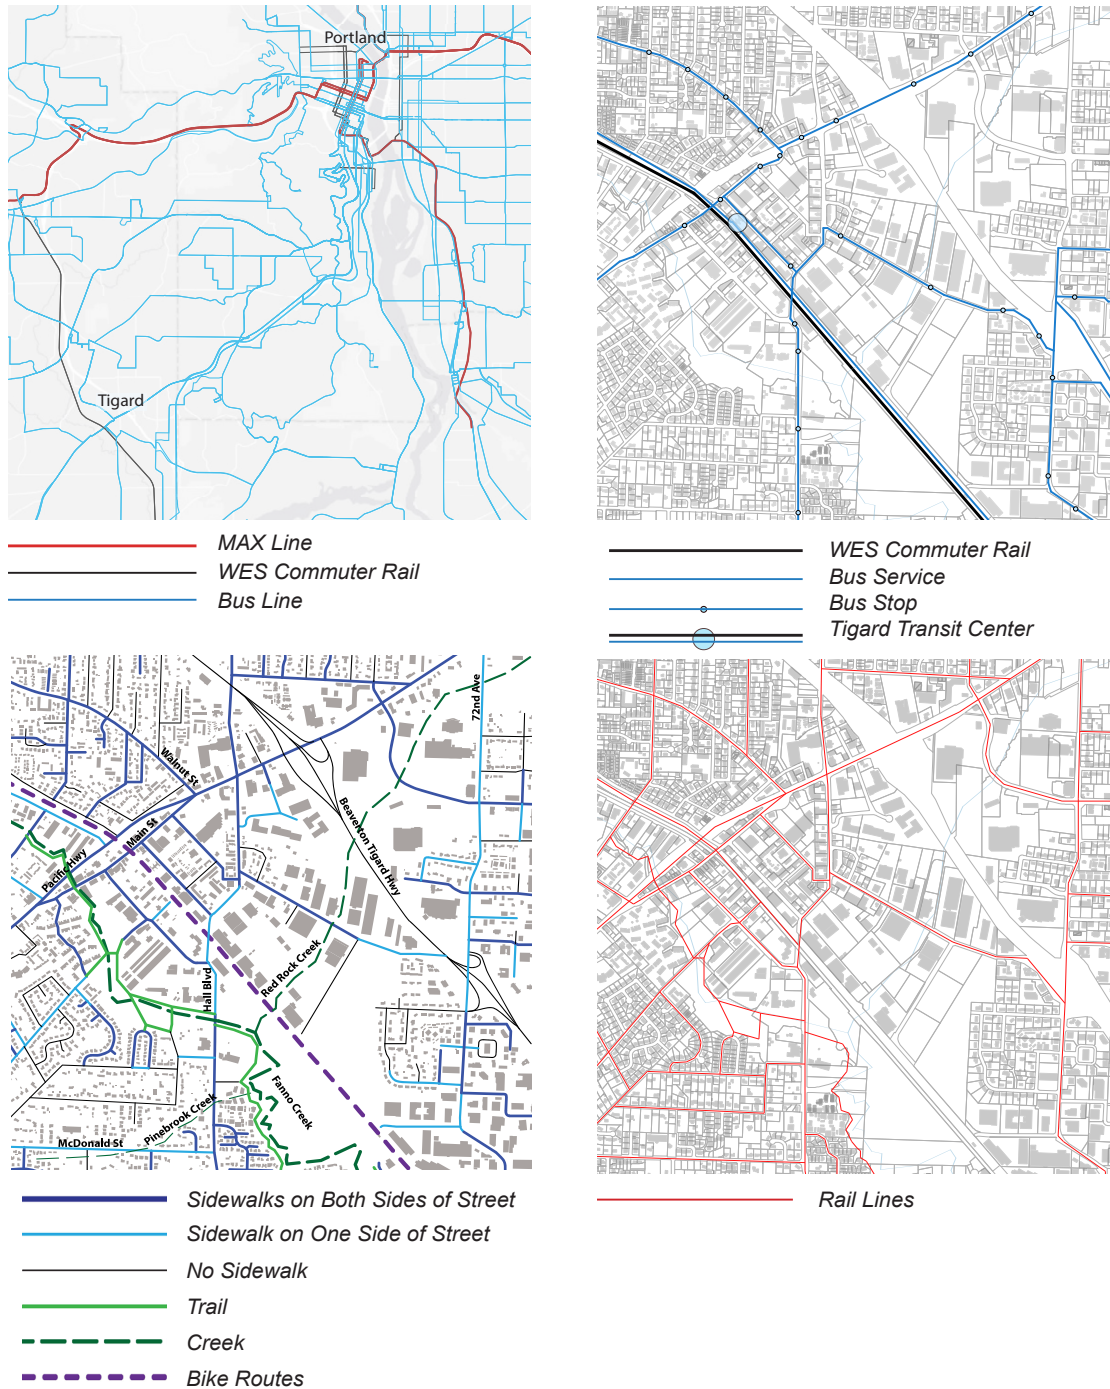 Portland
Tigard
MAX Line
WES Commuter Rail
Bus Line
WES Commuter Rail
Bus Service
Bus Stop
Tigard Transit Center
72nd Ave
Walnut St
Main St
Beaverton Tigard Hwy
Pacific Hwy
Red Rock Creek
Hall Blvd
Fanno Creek
Pinebrook Creek
McDonald St
Sidewalks on Both Sides of Street
Sidewalk on One Side of Street
No Sidewalk
Trail
Creek
Bike Routes
Rail Lines